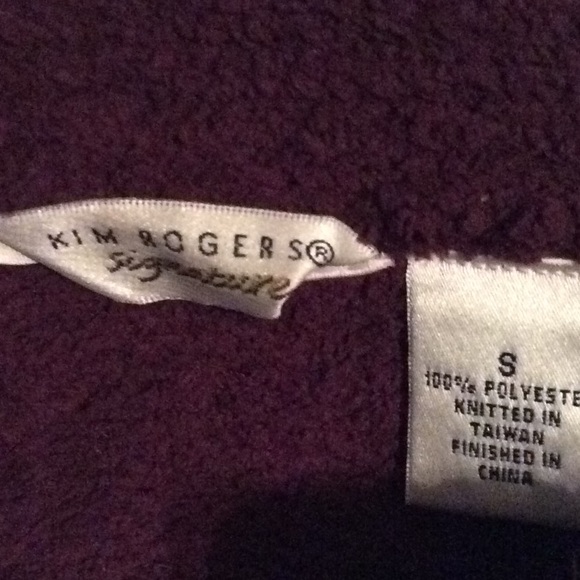 KIM ROGERS®
signature
S
100% POLYESTE
KNITTED IN
TAIWAN
FINISHED IN
CHINA